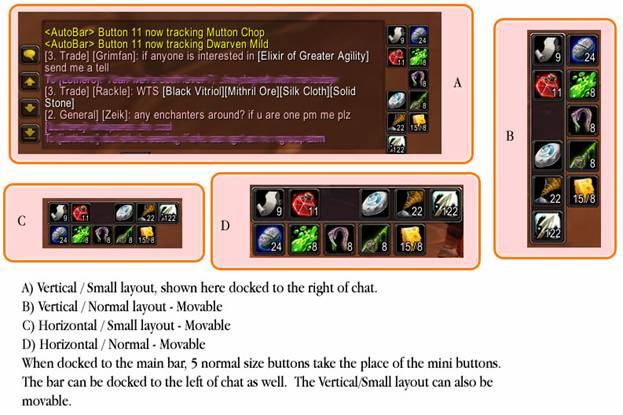 <AutoBar> Button 11 now tracking Mutton Chop
<AutoBar> Button 11 now tracking Dwarven Mild
[3. Trade] [Grimfan]: if anyone is interested in [Elixir of Greater Agility]
send me a tell
[3. Trade] [Rackle]: WTS [Black Vitriol][Mithril Ore][Silk Cloth][Solid
Stone]
[2. General] [Zeik]: any enchanters around? if u are one pm me plz
9 24
11 8
8
8
22 15/8
122
A
9 24
11 8
8
8
22 15/8
122
B
C
9 11 22 122
24 8 8 8 15/8
D
9 11 22 122
24 8 8 8 15/8
A) Vertical / Small layout, shown here docked to the right of chat.
B) Vertical / Normal layout - Movable
C) Horizontal / Small layout - Movable
D) Horizontal / Normal - Movable
When docked to the main bar, 5 normal size buttons take the place of the mini buttons.
The bar can be docked to the left of chat as well. The Vertical/Small layout can also be
movable.